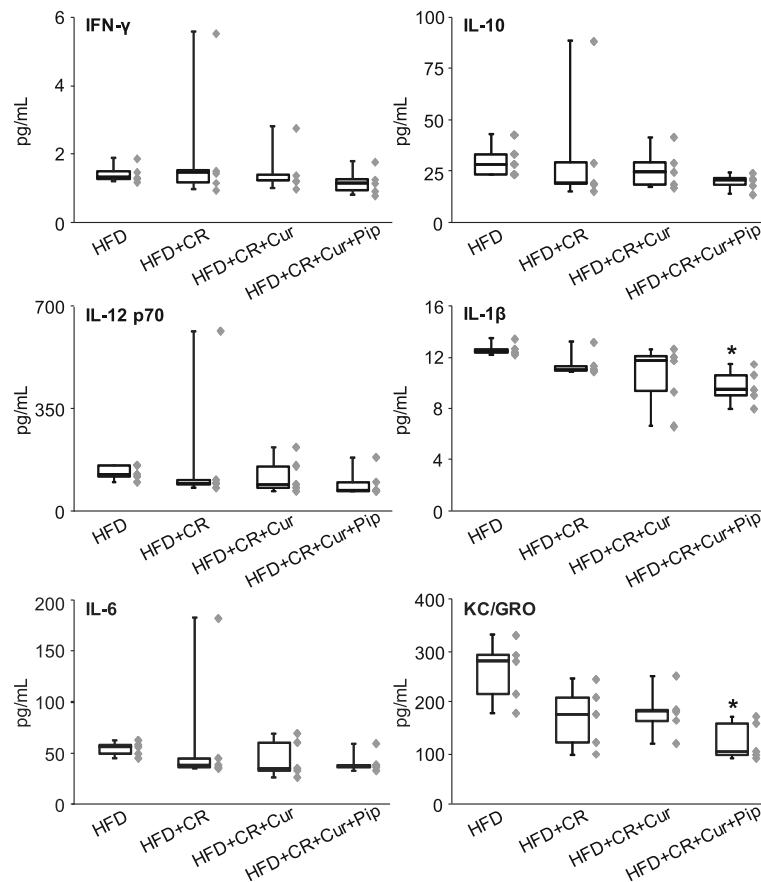 IFN-γ
6
4
2
0
pg/mL
HFD
HFD+CR
HFD+CR+Cur
HFD+CR+Cur+Pip
IL-10
100
75
50
25
0
pg/mL
HFD
HFD+CR
HFD+CR+Cur
HFD+CR+Cur+Pip
IL-12 p70
700
350
0
pg/mL
HFD
HFD+CR
HFD+CR+Cur
HFD+CR+Cur+Pip
IL-1β
16
12
8
4
0
pg/mL
*
HFD
HFD+CR
HFD+CR+Cur
HFD+CR+Cur+Pip
IL-6
200
150
100
50
0
pg/mL
HFD
HFD+CR
HFD+CR+Cur
HFD+CR+Cur+Pip
KC/GRO
400
300
200
100
0
pg/mL
*
HFD
HFD+CR
HFD+CR+Cur
HFD+CR+Cur+Pip